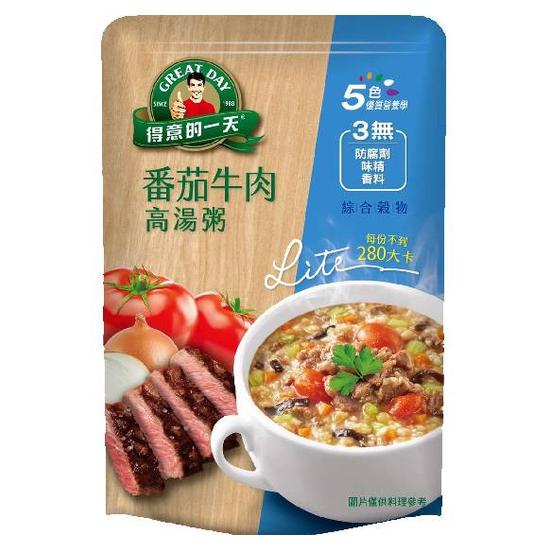 GREAT DAY
SINCE 1988
得意的一天®
5色
優質營養學
3無
防腐劑
味精
香料
綜合穀物
番茄牛肉
高湯粥
Lite
每份不到
280大卡
圖片僅供料理參考